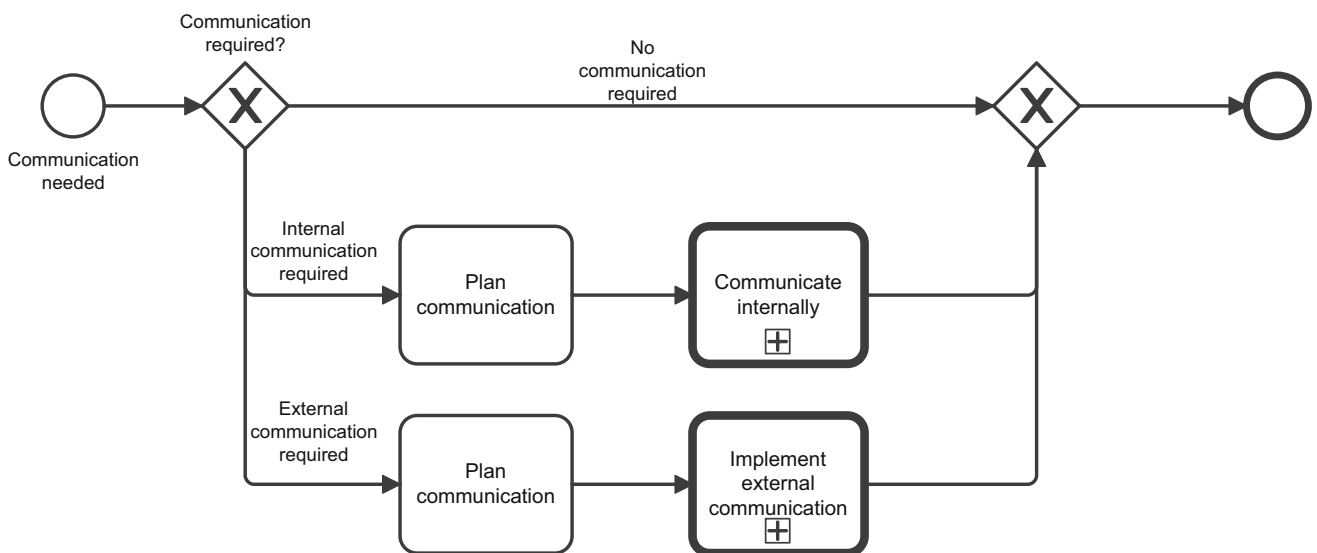 Communication
required?
No
communication
required
Communication
needed
Internal
communication
required
Plan
communication
Communicate
internally
External
communication
required
Plan
communication
Implement
external
communication